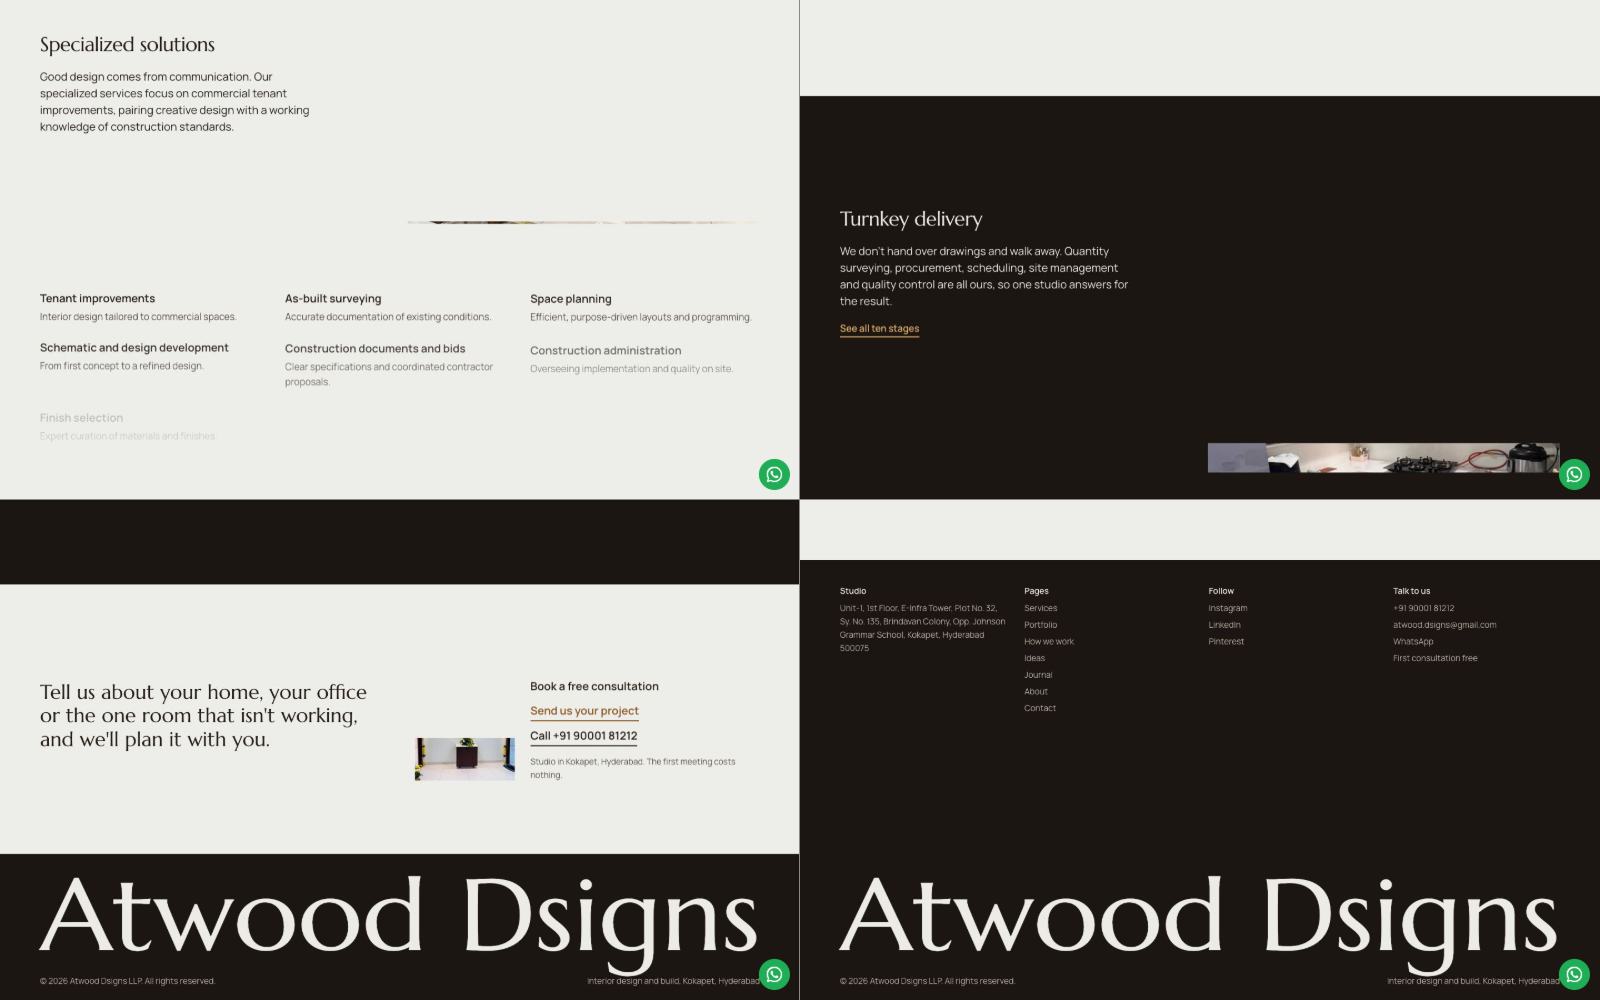 Specialized solutions
Good design comes from communication. Our
specialized services focus on commercial tenant
improvements, pairing creative design with a working
knowledge of construction standards.
Tenant improvements
Interior design tailored to commercial spaces.
As-built surveying
Accurate documentation of existing conditions.
Space planning
Efficient, purpose-driven layouts and programming.
Schematic and design development
From first concept to a refined design.
Construction documents and bids
Clear specifications and coordinated contractor
proposals.
Construction administration
Overseeing implementation and quality on site.
Finish selection
Expert curation of materials and finishes.
Turnkey delivery
We don't hand over drawings and walk away. Quantity
surveying, procurement, scheduling, site management
and quality control are all ours, so one studio answers for
the result.
See all ten stages
Tell us about your home, your office
or the one room that isn't working,
and we'll plan it with you.
Book a free consultation
Send us your project
Call +91 90001 81212
Studio in Kokapet, Hyderabad. The first meeting costs
nothing.
Atwood Dsigns
© 2026 Atwood Dsigns LLP. All rights reserved.
Interior design and build, Kokapet, Hyderabad
Studio
Unit-1, 1st Floor, E-Infra Tower, Plot No. 32,
Sy. No. 135, Brindavan Colony, Opp. Johnson
Grammar School, Kokapet, Hyderabad
500075
Pages
Services
Portfolio
How we work
Ideas
Journal
About
Contact
Follow
Instagram
LinkedIn
Pinterest
Talk to us
+91 90001 81212
atwood.dsigns@gmail.com
WhatsApp
First consultation free
Atwood Dsigns
© 2026 Atwood Dsigns LLP. All rights reserved.
Interior design and build, Kokapet, Hyderabad